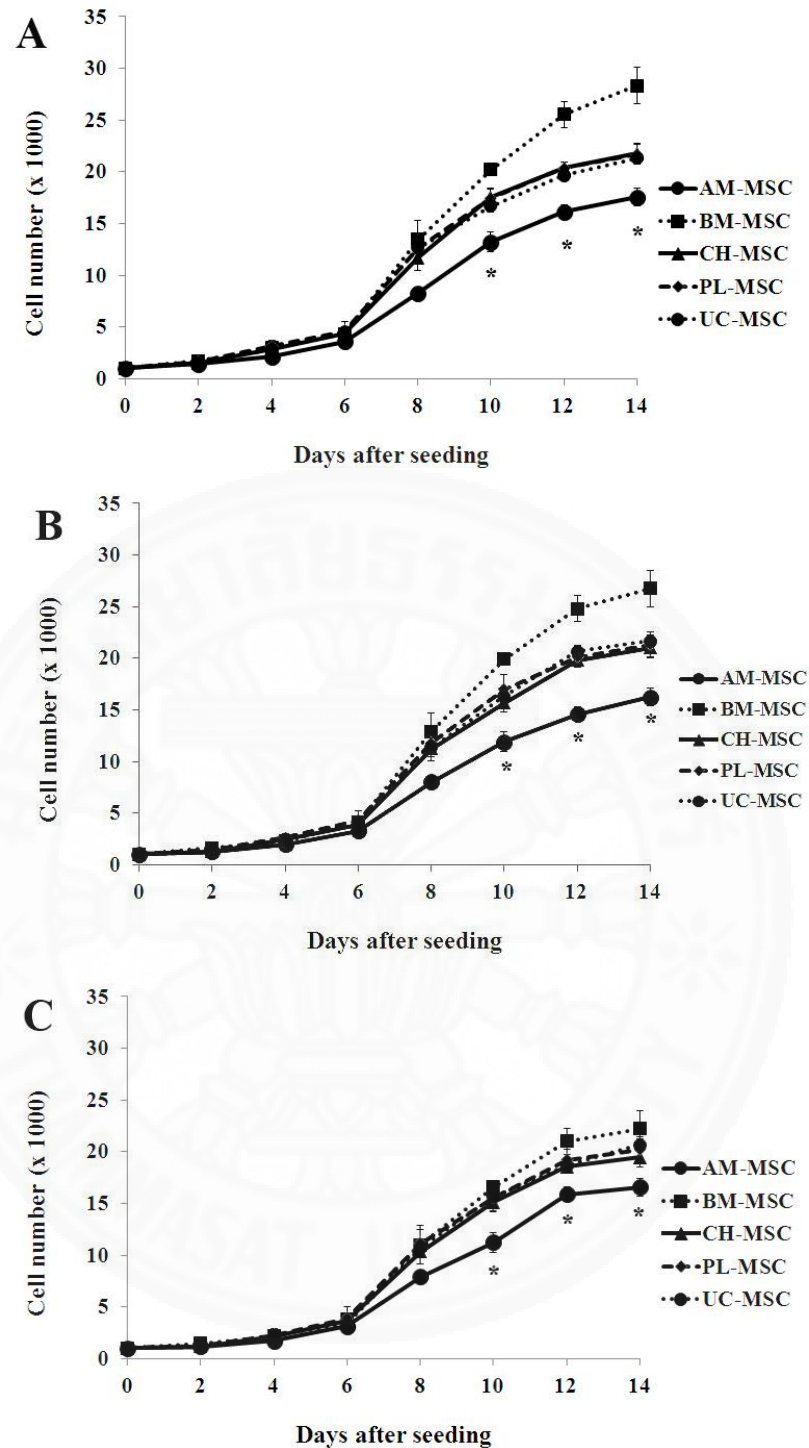 A
Cell number (x 1000)
35
30
25
20
15
10
5
0
0 2 4 6 8 10 12 14
Days after seeding
* * *
AM-MSC
BM-MSC
CH-MSC
PL-MSC
UC-MSC
B
Cell number (x 1000)
35
30
25
20
15
10
5
0
0 2 4 6 8 10 12 14
Days after seeding
* * *
AM-MSC
BM-MSC
CH-MSC
PL-MSC
UC-MSC
C
Cell number (x 1000)
35
30
25
20
15
10
5
0
0 2 4 6 8 10 12 14
Days after seeding
* * *
AM-MSC
BM-MSC
CH-MSC
PL-MSC
UC-MSC